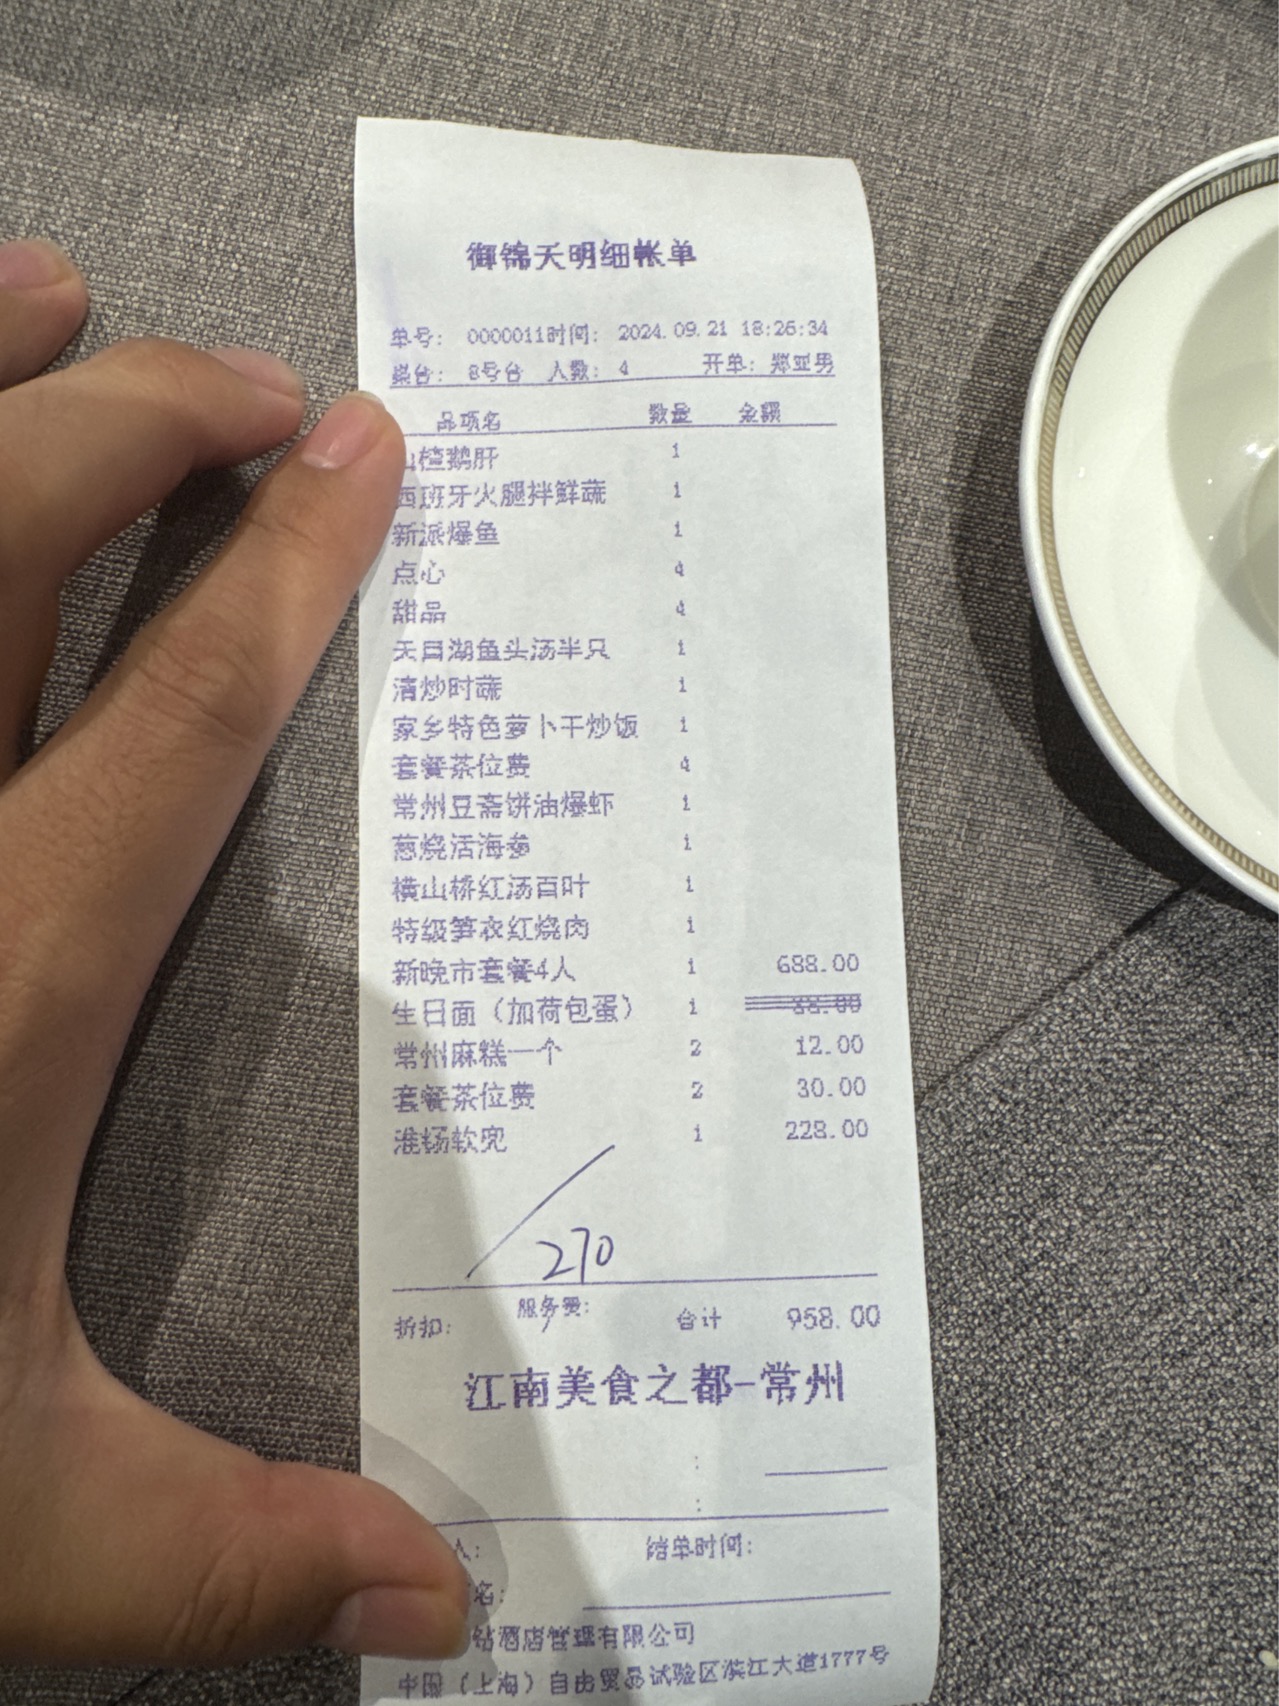 御锦天明细帐单
单号： 0000011时间： 2024.09.21 18:26:34
桌台： 8号台 人数： 4 开单： 郑亚男
品项名 数量 金额
山楂鹅肝 1
西班牙火腿拌鲜蔬 1
新派爆鱼 1
点心 4
甜品 4
天目湖鱼头汤半只 1
清炒时蔬 1
家乡特色萝卜干炒饭 1
套餐茶位费 4
常州豆斋饼油爆虾 1
葱烧活海参 1
横山桥红汤百叶 1
特级笋衣红烧肉 1
新晚市套餐4人 1 688.00
生日面（加荷包蛋） 1
常州麻糕一个 2 12.00
套餐茶位费 2 30.00
淮扬软兜 1 228.00
270
折扣： 服务费： 合计 958.00
江南美食之都-常州
:
:
人： 结单时间：
名：
钻酒店管理有限公司
中国（上海）自由贸易试验区滨江大道1777号